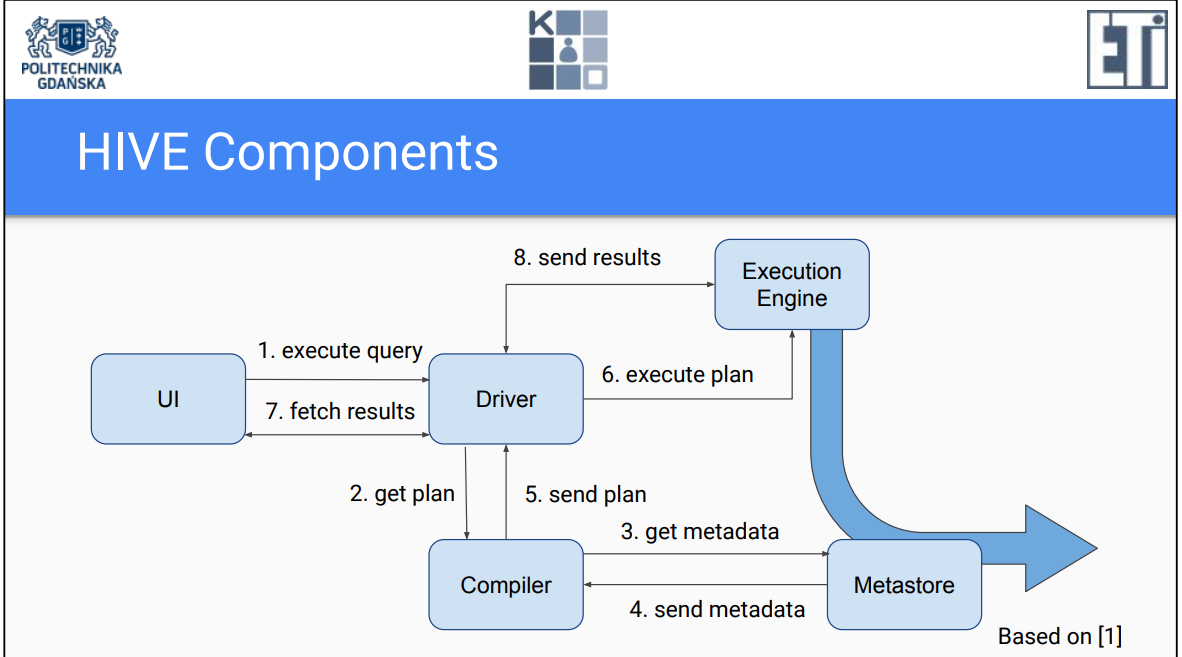 P G
POLITECHNIKA
GDAŃSKA
K O
ETi
HIVE Components
8. send results
Execution
Engine
1. execute query
6. execute plan
UI
Driver
7. fetch results
2. get plan
5. send plan
3. get metadata
Compiler
Metastore
4. send metadata
Based on [1]